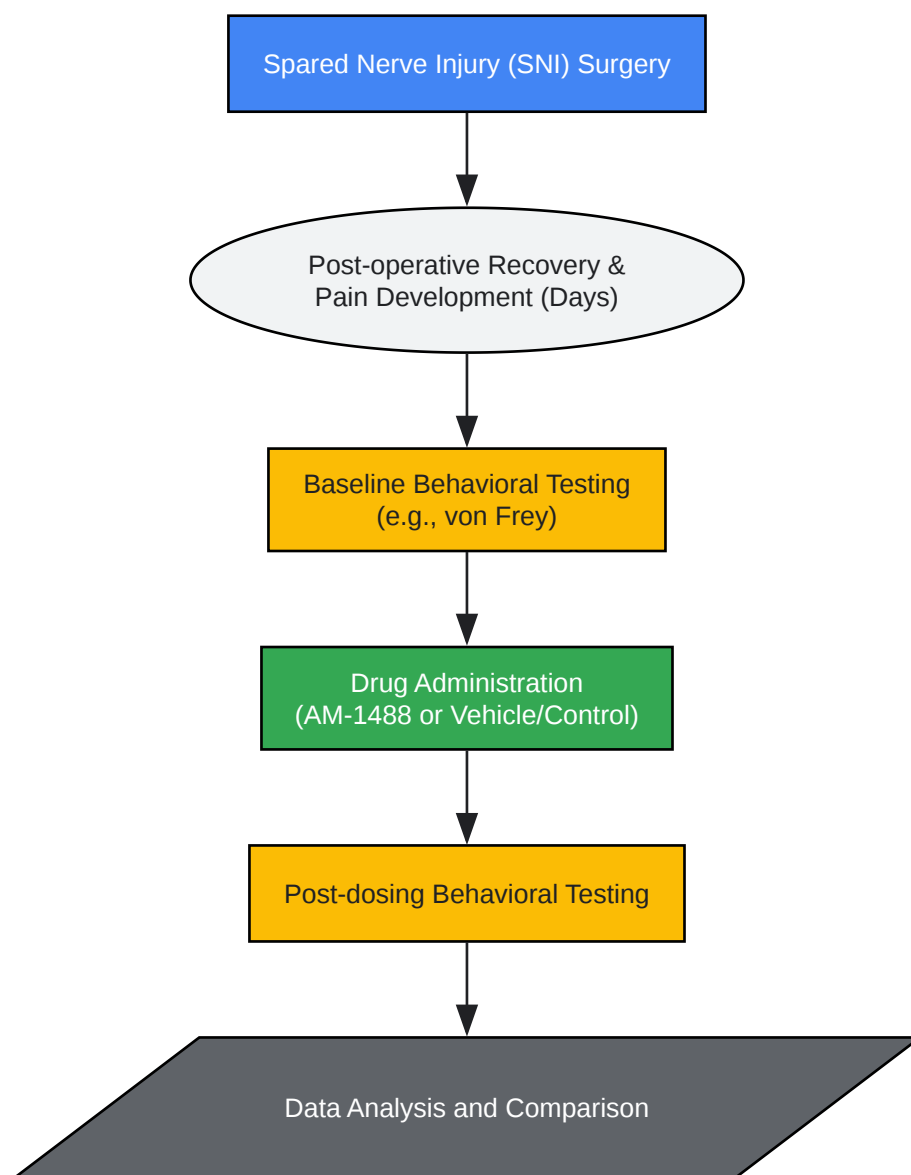 Spared Nerve Injury (SNI) Surgery
Post-operative Recovery &
Pain Development (Days)
Baseline Behavioral Testing
(e.g., von Frey)
Drug Administration
(AM-1488 or Vehicle/Control)
Post-dosing Behavioral Testing
Data Analysis and Comparison